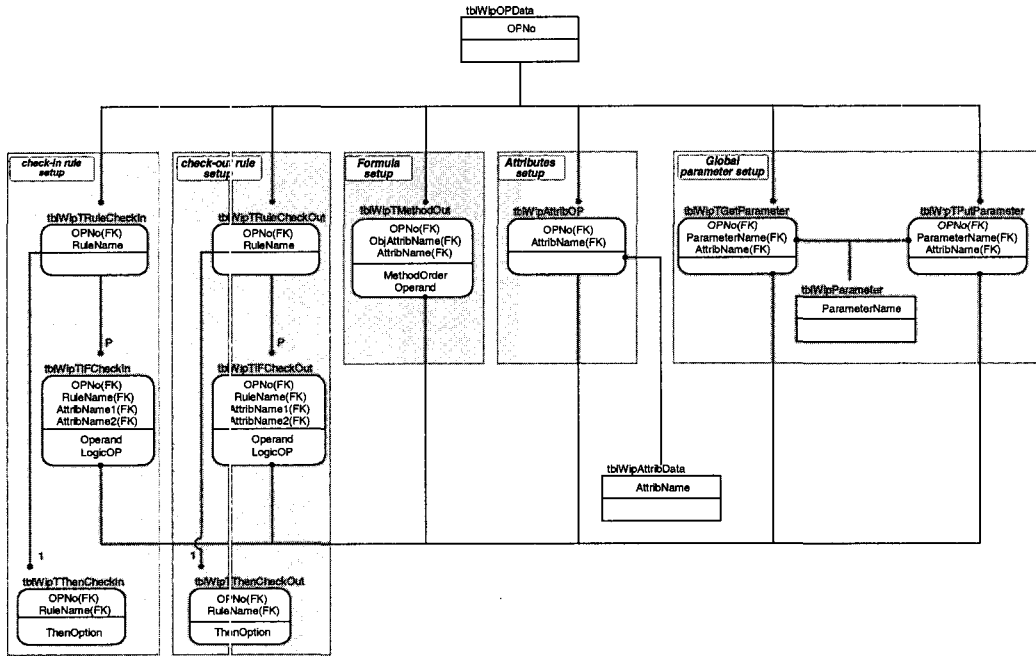 tblWipOPData
OPNo
check-in rule
setup
check-out rule
setup
Formula
setup
Attributes
setup
Global
parameter setup
tblWipTRuleCheckIn
OPNo(FK)
RuleName
tblWipTRuleCheckOut
OPNo(FK)
RuleName
tblWipTMethodOut
OPNo(FK)
ObjAttribName(FK)
AttribName(FK)
MethodOrder
Operand
tblWipAttribOP
OPNo(FK)
AttribName(FK)
tblWipTGetParameter
OPNo(FK)
ParameterName(FK)
AttribName(FK)
tblWipTPutParameter
OPNo(FK)
ParameterName(FK)
AttribName(FK)
tblWipParameter
ParameterName
P
P
tblWipTIFCheckIn
OPNo(FK)
RuleName(FK)
AttribName1(FK)
AttribName2(FK)
Operand
LogicOP
tblWipTIFCheckOut
OPNo(FK)
RuleName(FK)
AttribName1(FK)
AttribName2(FK)
Operand
LogicOP
tblWipAttribData
AttribName
1
1
tblWipTThenCheckIn
OPNo(FK)
RuleName(FK)
ThenOption
tblWipTThenCheckOut
OPNo(FK)
RuleName(FK)
ThenOption